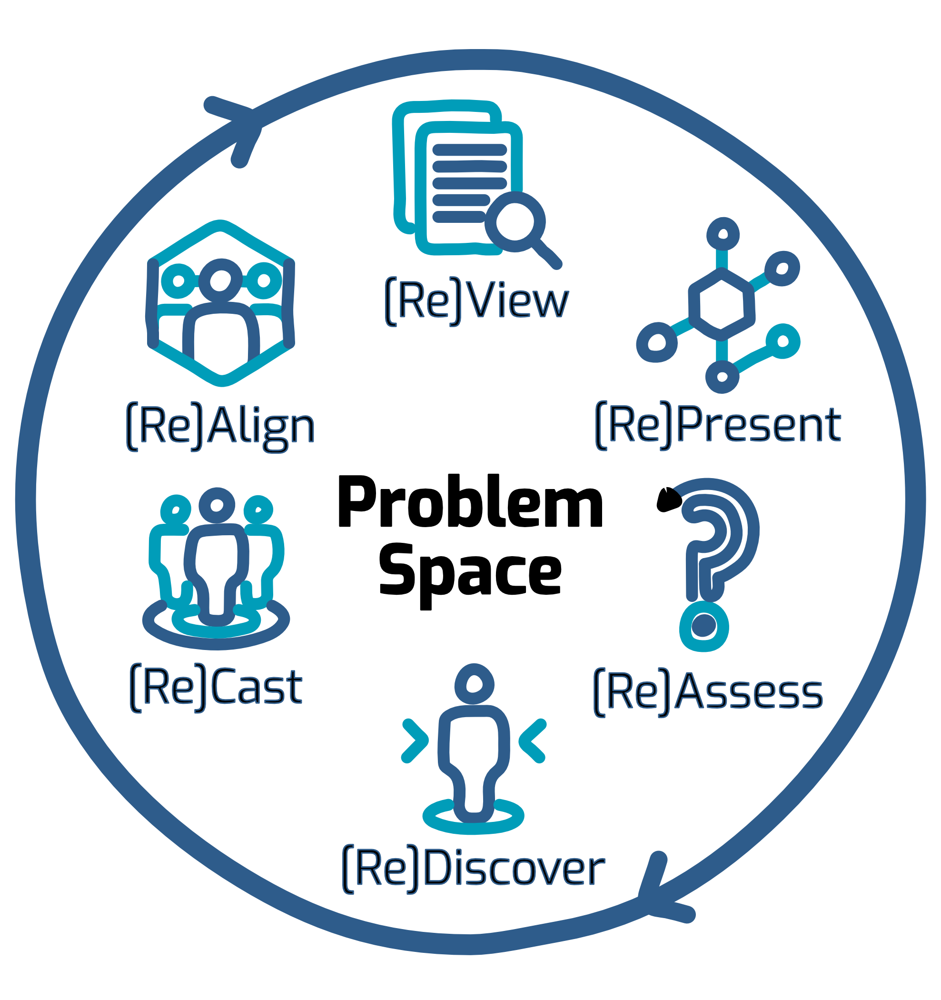 (Re)View
(Re)Align
(Re)Present
Problem
Space
(Re)Cast
(Re)Assess
(Re)Discover